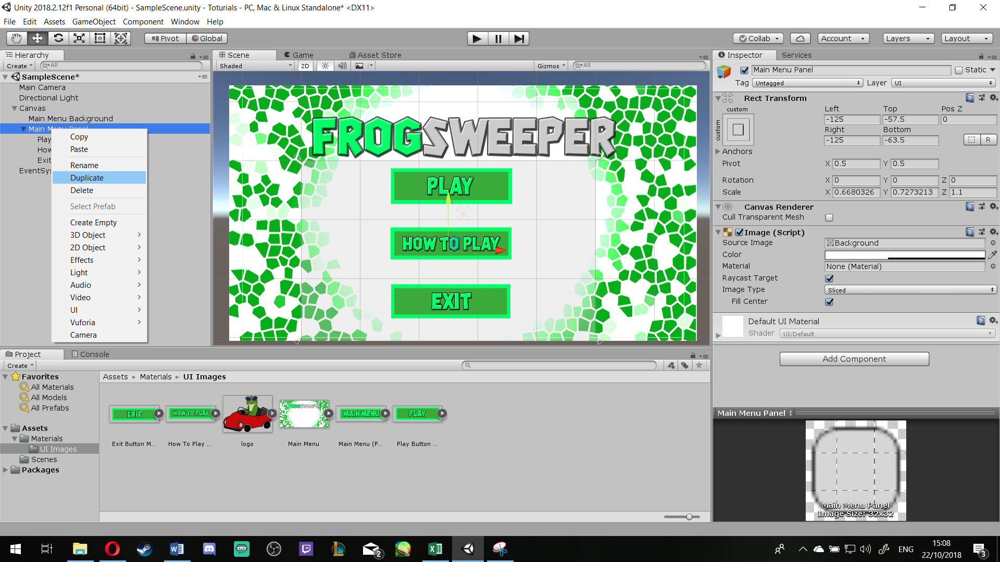 Unity 2018.2.12f1 Personal (64bit) - SampleScene.unity - Toturials - PC, Mac & Linux Standalone* <DX11>
File Edit Assets GameObject Component Window Help
Pivot Global Collab Account Layers Layout
Hierarchy
Create All
SampleScene*
Main Camera
Directional Light
Canvas
Main Menu Background
Main Menu Panel
Play
How
Exit
EventSys
Copy
Paste
Rename
Duplicate
Delete
Select Prefab
Create Empty
3D Object
2D Object
Effects
Light
Audio
Video
UI
Vuforia
Camera
Scene Game Asset Store
Shaded 2D Gizmos All
FROGSWEEPER
PLAY
HOW TO PLAY
EXIT
Inspector Services
Main Menu Panel Static
Tag Untagged Layer UI
Rect Transform
custom
custom
Left Top Pos Z
-125 -57.5 0
Right Bottom
-125 -63.5 R
Anchors
Pivot X 0.5 Y 0.5
Rotation X 0 Y 0 Z 0
Scale X 0.6680326 Y 0.7273213 Z 1.1
Canvas Renderer
Cull Transparent Mesh
Image (Script)
Source Image Background
Color
Material None (Material)
Raycast Target
Image Type Sliced
Fill Center
Default UI Material
Shader UI/Default
Add Component
Main Menu Panel
Main Menu Panel
Image Size: 32x32
Project Console
Create
Favorites
All Materials
All Models
All Prefabs
Assets
Materials
UI Images
Scenes
Packages
Assets Materials UI Images
EXIT HOW TO PLAY FROGSWEEPER MAIN MENU PLAY
Exit Button M... How To Play ... logo Main Menu Main Menu (P... Play Button ...
2
ENG
15:08
22/10/2018
3